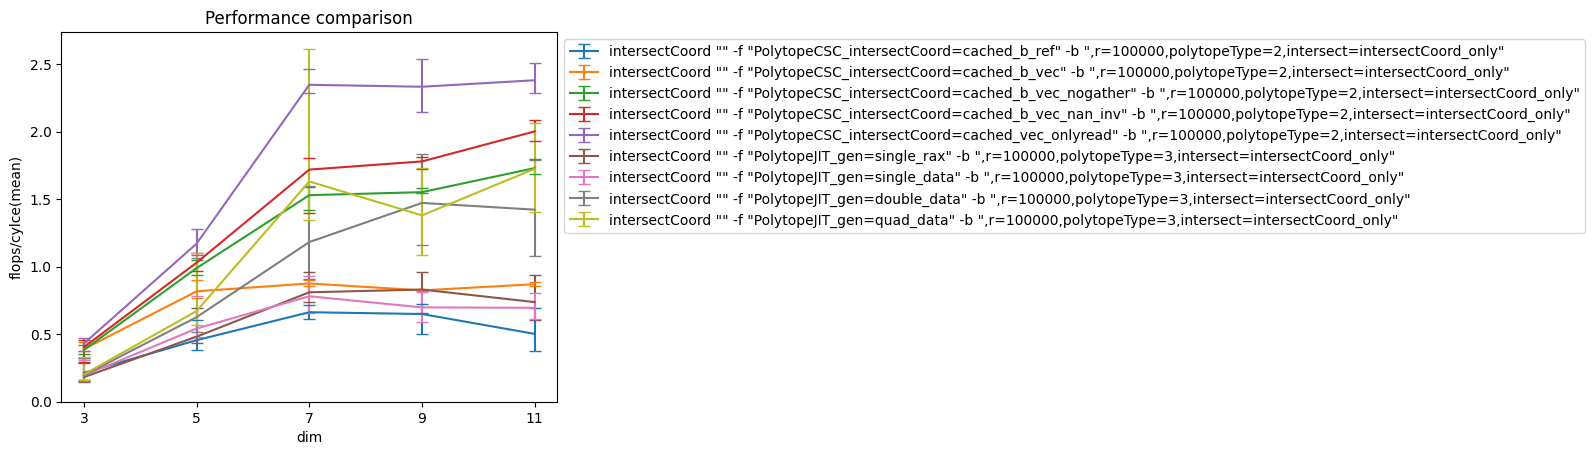 Performance comparison
flops/cylce(mean)
2.5
2.0
1.5
1.0
0.5
0.0
3 5 7 9 11
dim
intersectCoord "" -f "PolytopeCSC_intersectCoord=cached_b_ref" -b ",r=100000,polytopeType=2,intersect=intersectCoord_only"
intersectCoord "" -f "PolytopeCSC_intersectCoord=cached_b_vec" -b ",r=100000,polytopeType=2,intersect=intersectCoord_only"
intersectCoord "" -f "PolytopeCSC_intersectCoord=cached_b_vec_nogather" -b ",r=100000,polytopeType=2,intersect=intersectCoord_only"
intersectCoord "" -f "PolytopeCSC_intersectCoord=cached_b_vec_nan_inv" -b ",r=100000,polytopeType=2,intersect=intersectCoord_only"
intersectCoord "" -f "PolytopeCSC_intersectCoord=cached_vec_onlyread" -b ",r=100000,polytopeType=2,intersect=intersectCoord_only"
intersectCoord "" -f "PolytopeJIT_gen=single_rax" -b ",r=100000,polytopeType=3,intersect=intersectCoord_only"
intersectCoord "" -f "PolytopeJIT_gen=single_data" -b ",r=100000,polytopeType=3,intersect=intersectCoord_only"
intersectCoord "" -f "PolytopeJIT_gen=double_data" -b ",r=100000,polytopeType=3,intersect=intersectCoord_only"
intersectCoord "" -f "PolytopeJIT_gen=quad_data" -b ",r=100000,polytopeType=3,intersect=intersectCoord_only"